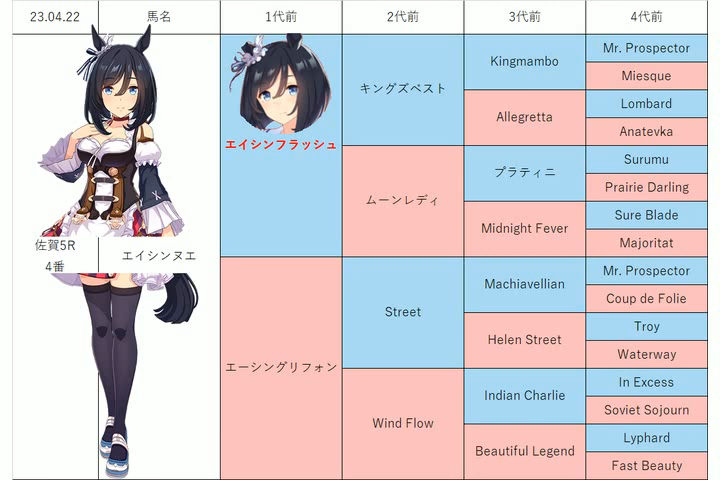 23.04.22 馬名 1代前 2代前 3代前 4代前
佐賀5R
4番
エイシンヌエ
エイシンフラッシュ
エーシングリフォン
キングズベスト
ムーンレディ
Street
Wind Flow
Kingmambo
Allegretta
プラティニ
Midnight Fever
Machiavellian
Helen Street
Indian Charlie
Beautiful Legend
Mr. Prospector
Miesque
Lombard
Anatevka
Surumu
Prairie Darling
Sure Blade
Majoritat
Mr. Prospector
Coup de Folie
Troy
Waterway
In Excess
Soviet Sojourn
Lyphard
Fast Beauty